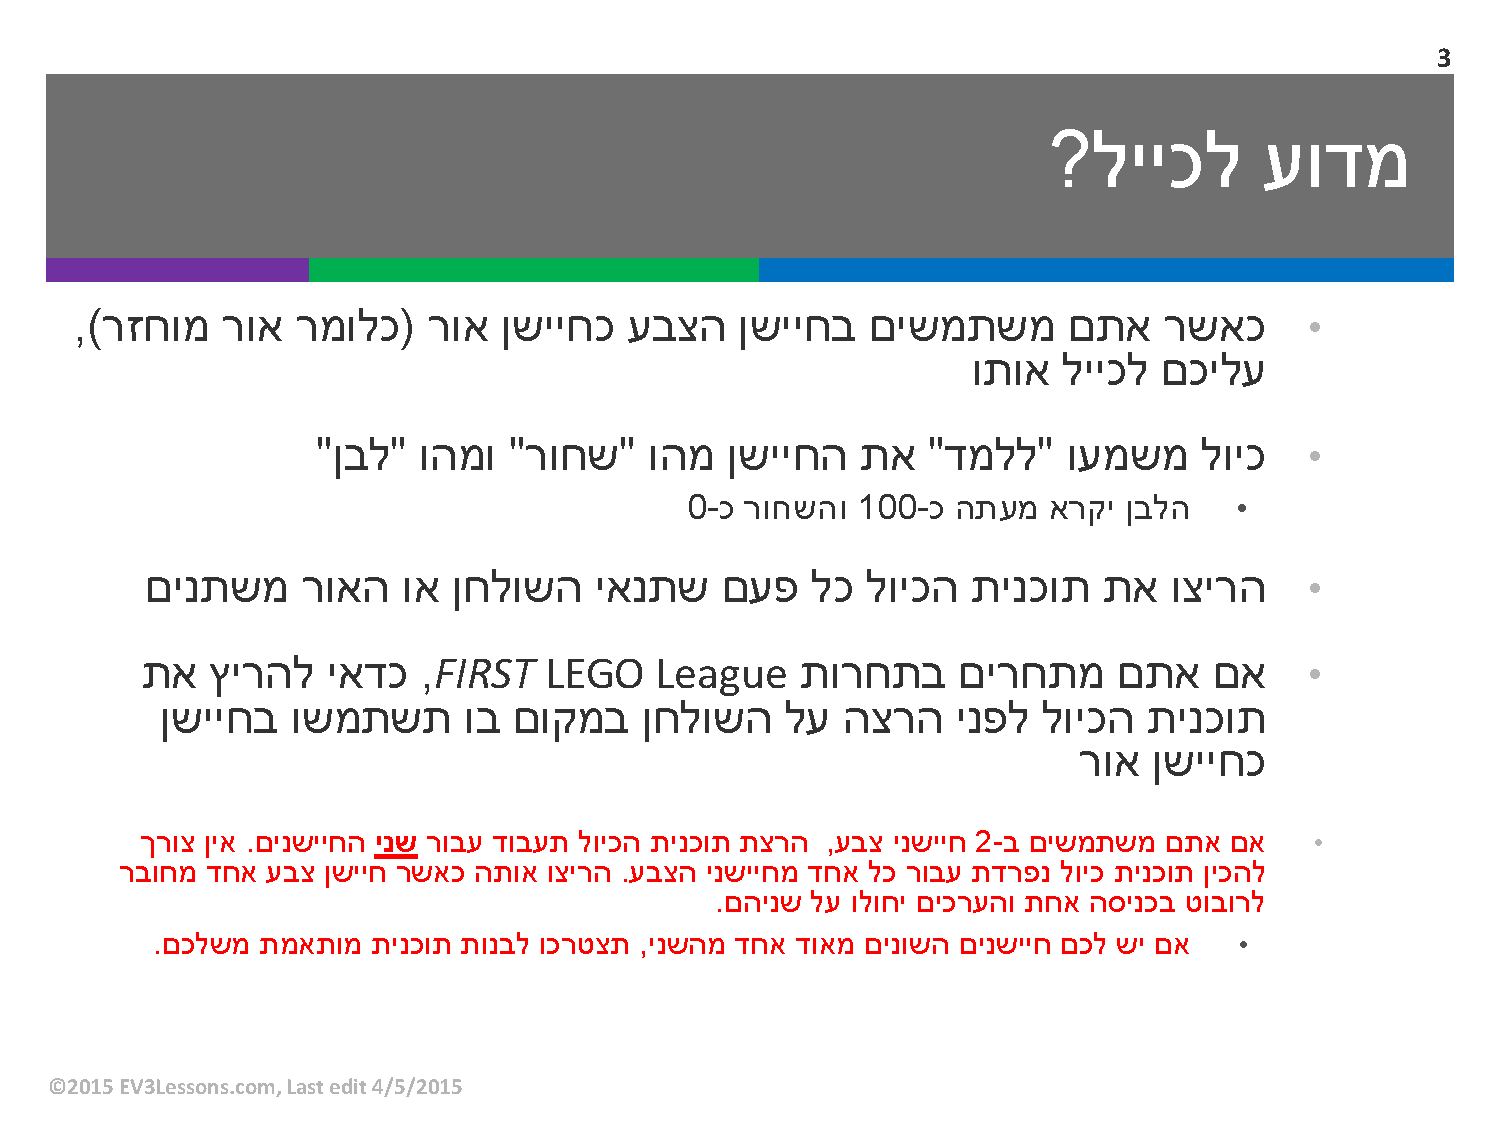 3
מדוע לכייל?
• כאשר אתם משתמשים בחיישן הצבע כחיישן אור (כלומר אור מוחזר),
עליכם לכייל אותו
• כיול משמעו "ללמד" את החיישן מהו "שחור" ומהו "לבן"
• הלבן יקרא מעתה כ-100 והשחור כ-0
• הריצו את תוכנית הכיול כל פעם שתנאי השולחן או האור משתנים
• אם אתם מתחרים בתחרות FIRST LEGO League, כדאי להריץ את
תוכנית הכיול לפני הרצה על השולחן במקום בו תשתמשו בחיישן
כחיישן אור
• אם אתם משתמשים ב-2 חיישני צבע, הרצת תוכנית הכיול תעבוד עבור שני החיישנים. אין צורך
להכין תוכנית כיול נפרדת עבור כל אחד מחיישני הצבע. הריצו אותה כאשר חיישן צבע אחד מחובר
לרובוט בכניסה אחת והערכים יחולו על שניהם.
• אם יש לכם חיישנים השונים מאוד אחד מהשני, תצטרכו לבנות תוכנית מותאמת משלכם.
©2015 EV3Lessons.com, Last edit 4/5/2015